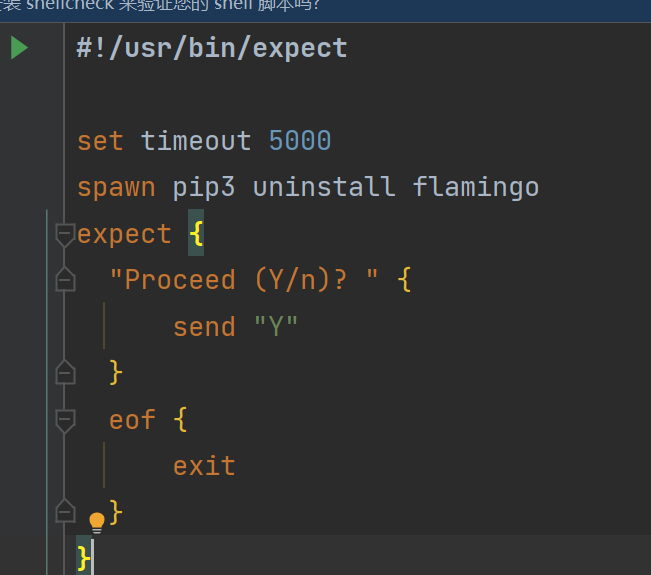 装 shellcheck 来验证您的 shell 脚本吗?
#!/usr/bin/expect
set timeout 5000
spawn pip3 uninstall flamingo
expect {
"Proceed (Y/n)? " {
send "Y"
}
eof {
exit
}
}